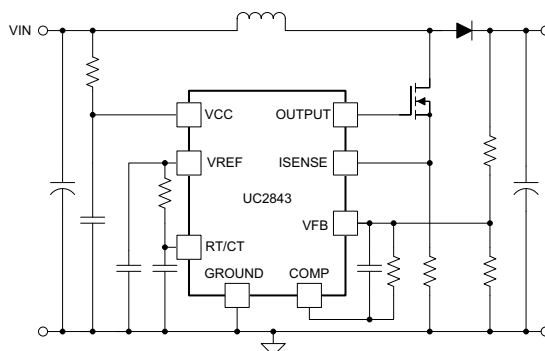 VIN
VCC
OUTPUT
VREF
ISENSE
UC2843
VFB
RT/CT
GROUND
COMP